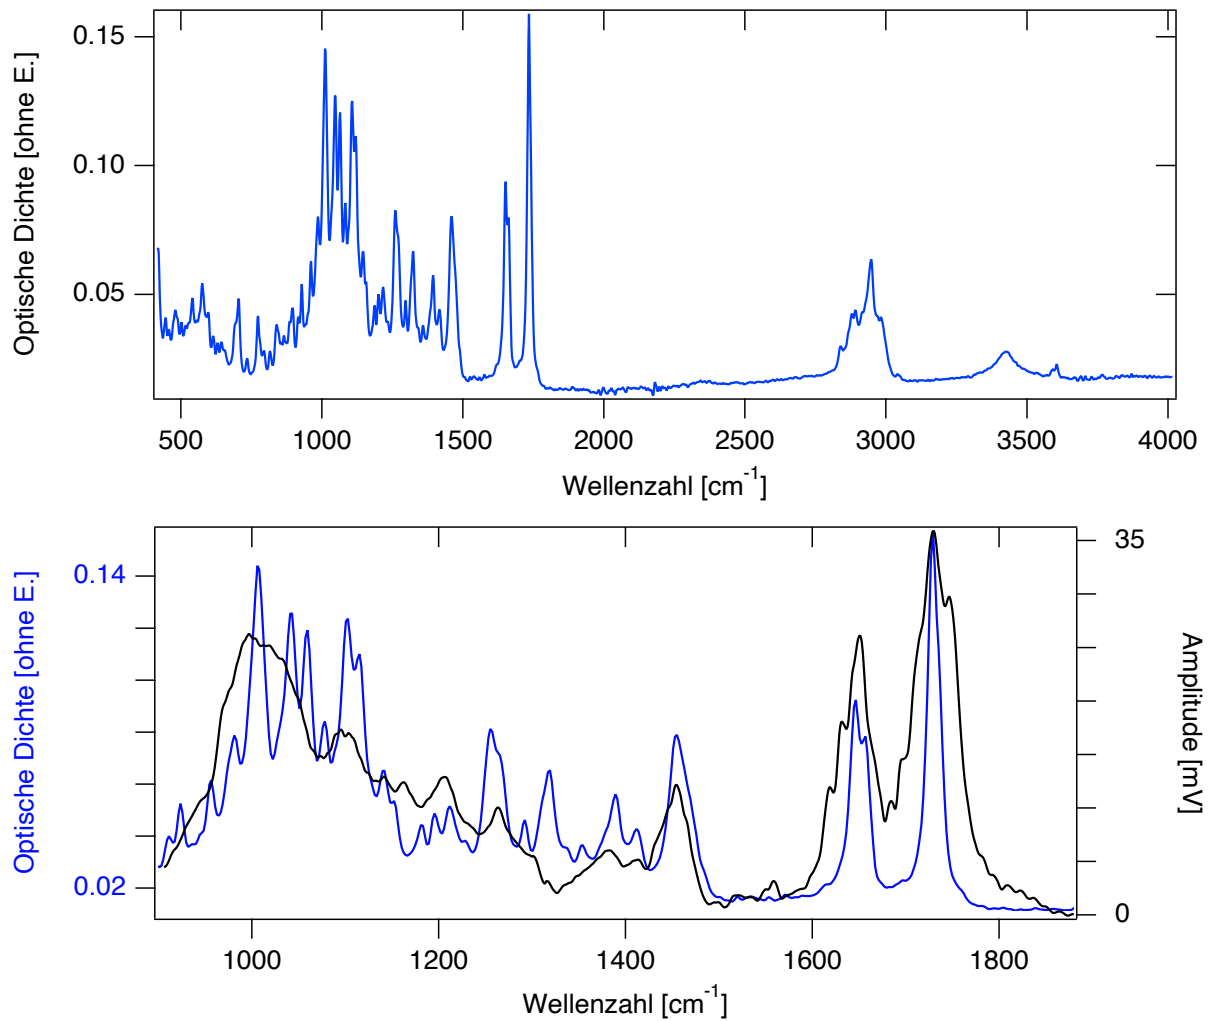 Optische Dichte [ohne E.]
0.15
0.10
0.05
500 1000 1500 2000 2500 3000 3500 4000
Wellenzahl [cm⁻¹]
Optische Dichte [ohne E.]
0.14
0.02
35
0
Amplitude [mV]
1000 1200 1400 1600 1800
Wellenzahl [cm⁻¹]